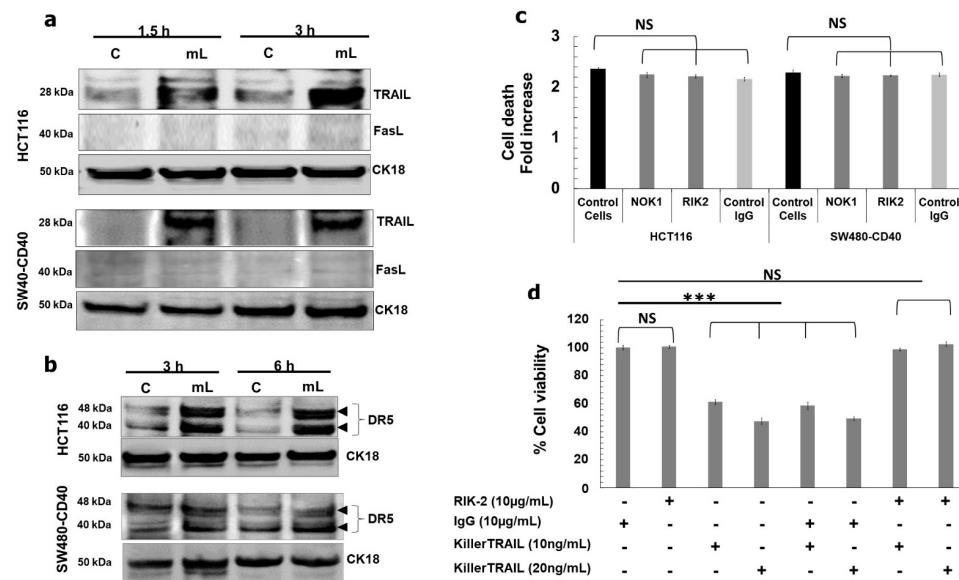 a
1.5 h 3 h
C mL C mL
HCT116
28 kDa TRAIL
40 kDa FasL
50 kDa CK18
SW40-CD40
28 kDa TRAIL
40 kDa FasL
50 kDa CK18
b
3 h 6 h
C mL C mL
HCT116
48 kDa
40 kDa DR5
50 kDa CK18
SW480-CD40
48 kDa
40 kDa DR5
50 kDa CK18
c
NS NS
Cell death
Fold increase
3
2
1
0
Control Cells NOK1 RIK2 Control IgG Control Cells NOK1 RIK2 Control IgG
HCT116 SW480-CD40
d
NS
***
NS
% Cell viability
120
100
80
60
40
20
0
RIK-2 (10µg/mL) - + - - - - + +
IgG (10µg/mL) + - - - + + - -
KillerTRAIL (10ng/mL) - - + - + - + -
KillerTRAIL (20ng/mL) - - - + - + - +